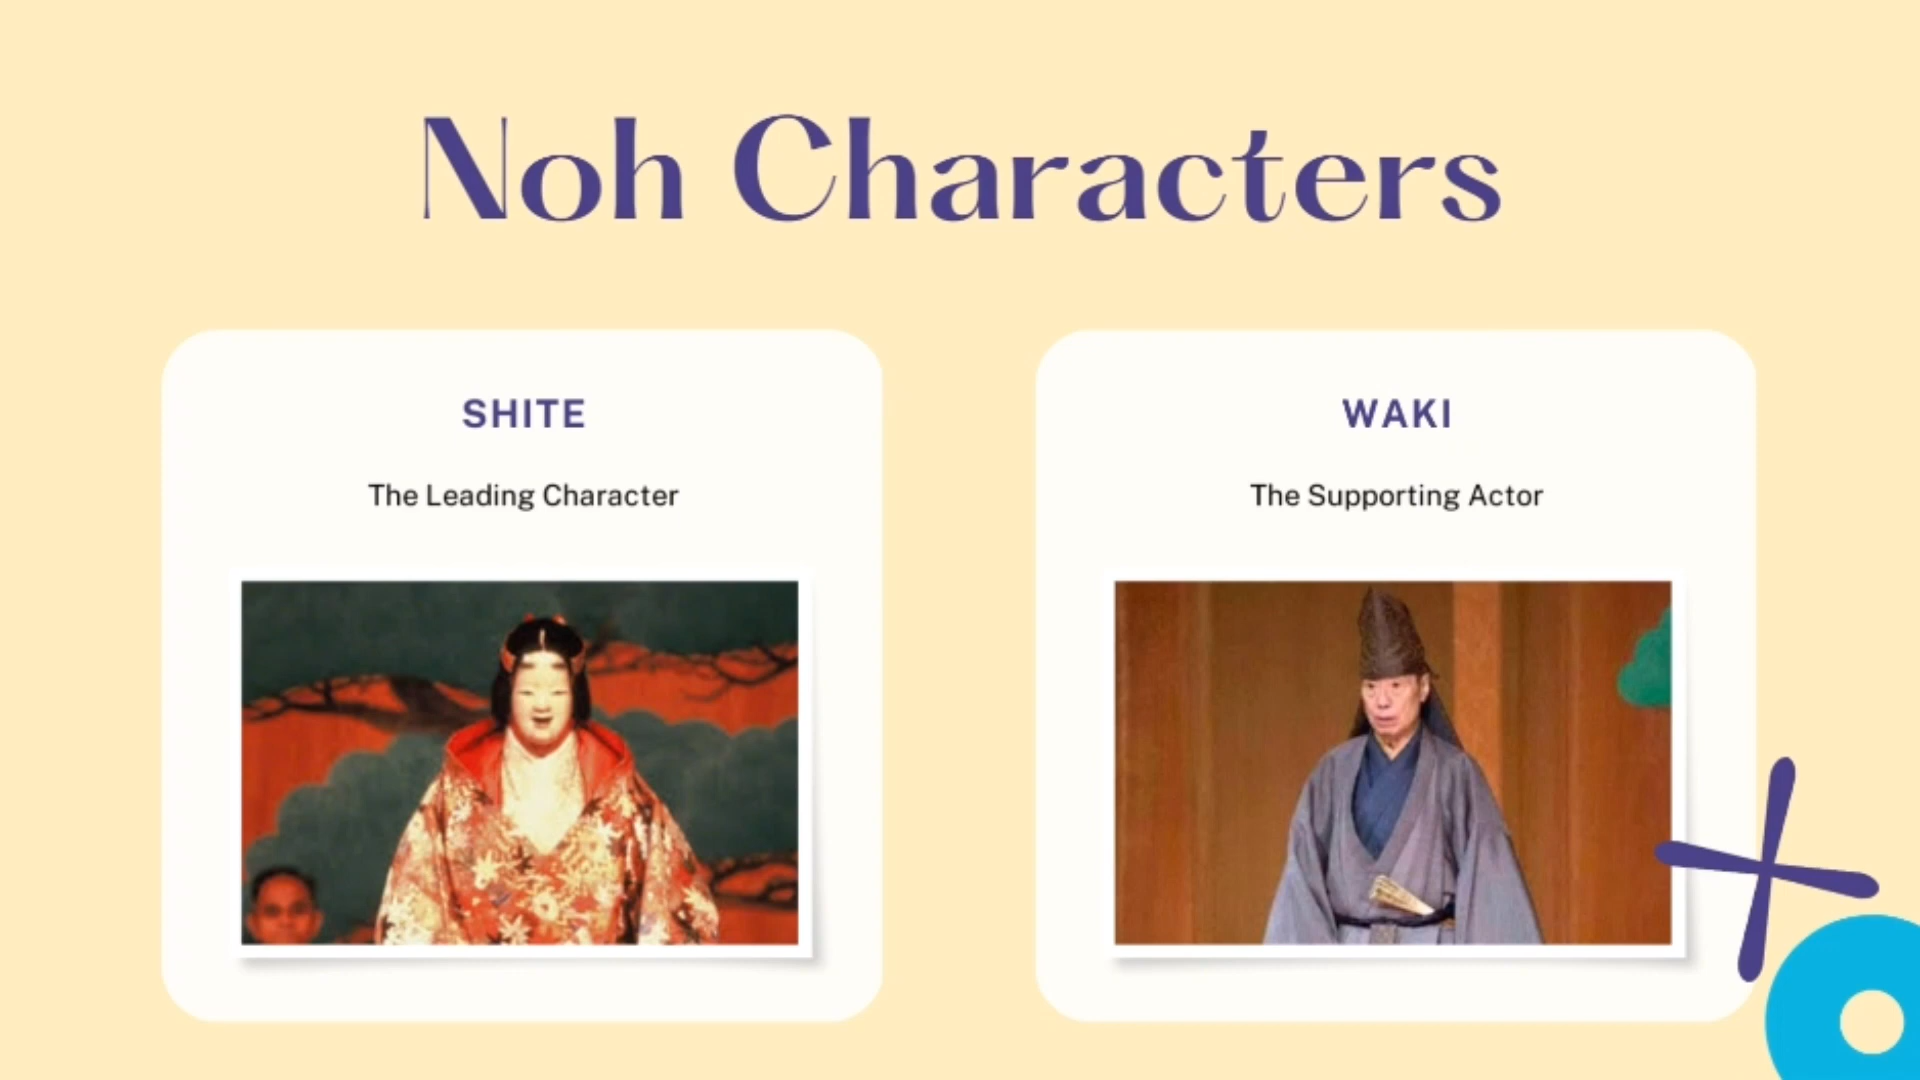 Noh Characters
SHITE
The Leading Character
WAKI
The Supporting Actor